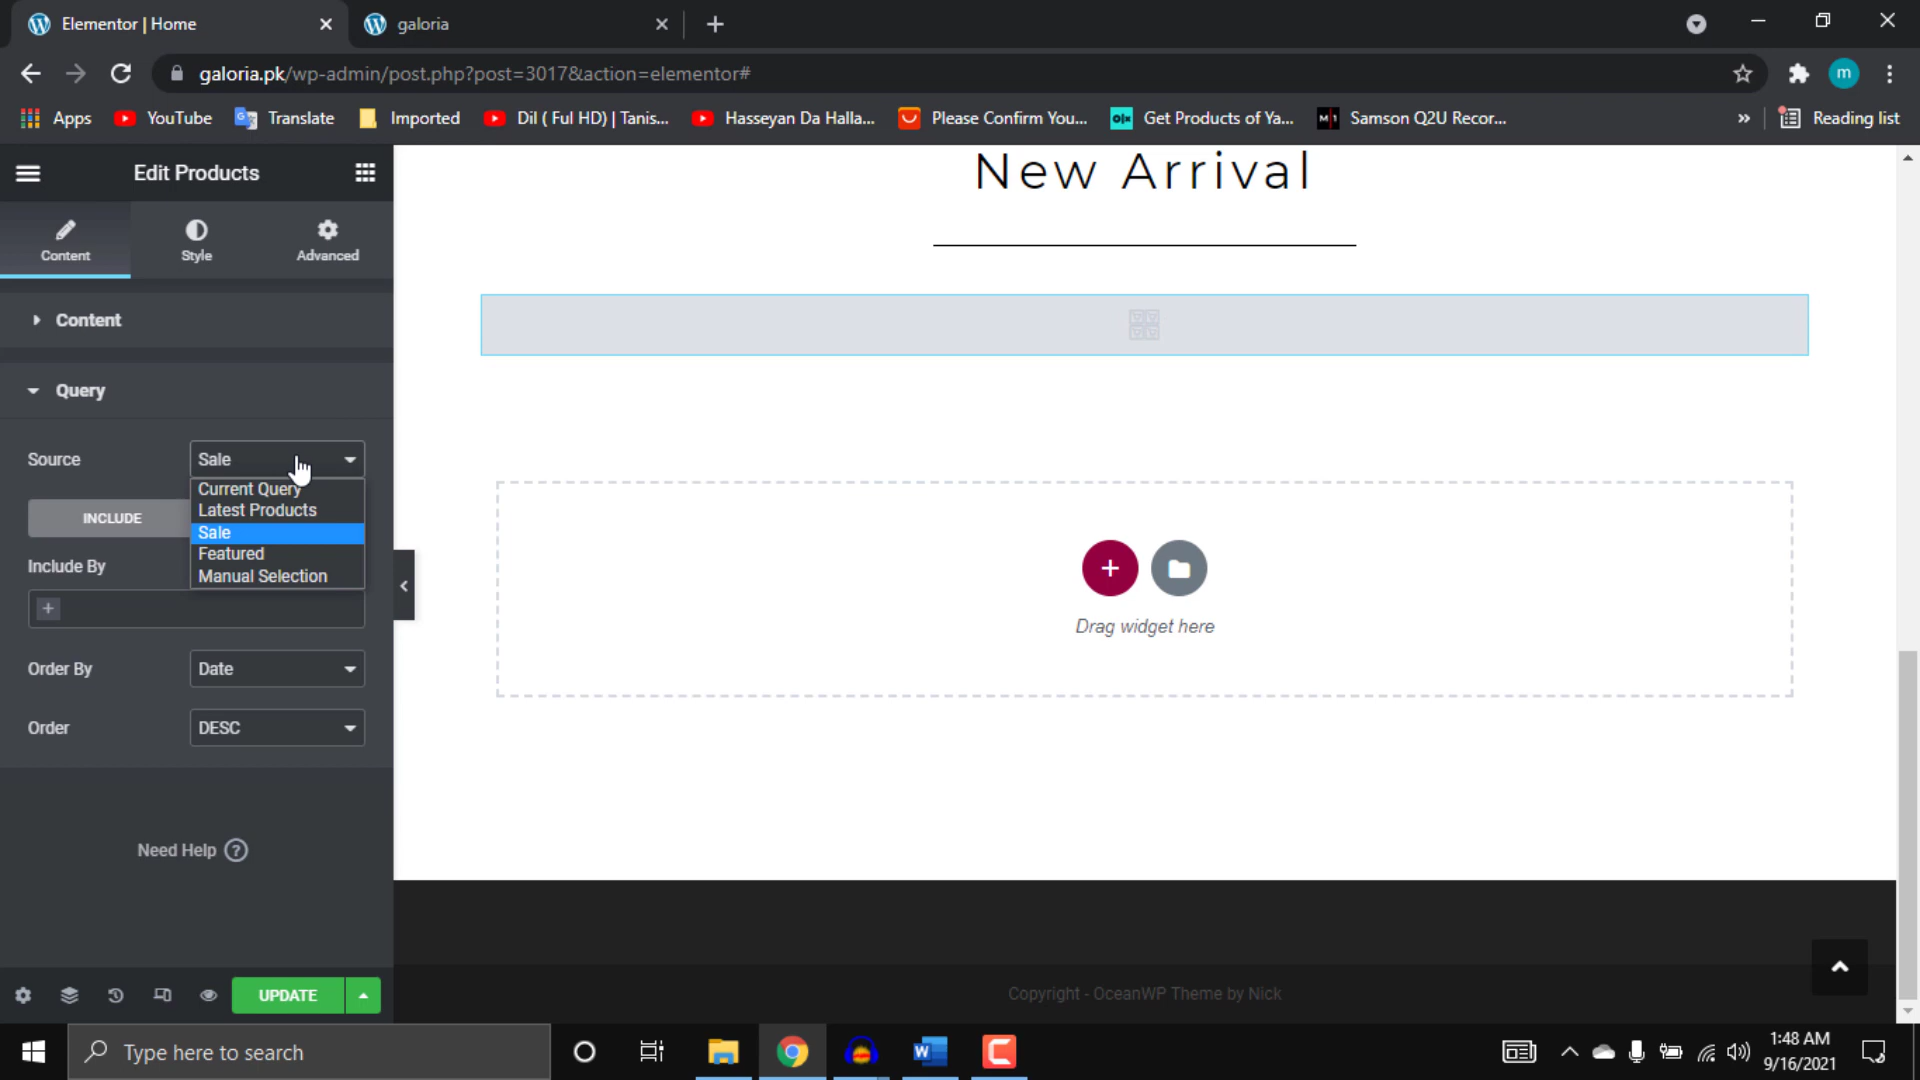 Elementor | Home
galoria
galoria.pk/wp-admin/post.php?post=3017&action=elementor#
m
Apps
YouTube
Translate
Imported
Dil ( Ful HD) | Tanis...
Hasseyan Da Halla...
Please Confirm You...
Get Products of Ya...
Samson Q2U Recor...
»
Reading list
Edit Products
Content
Style
Advanced
Content
Query
Source
Sale
Current Query
Latest Products
Sale
Featured
Manual Selection
INCLUDE
Include By
Order By
Date
Order
DESC
Need Help ?
UPDATE
New Arrival
Drag widget here
Copyright - OceanWP Theme by Nick
Type here to search
1:48 AM
9/16/2021